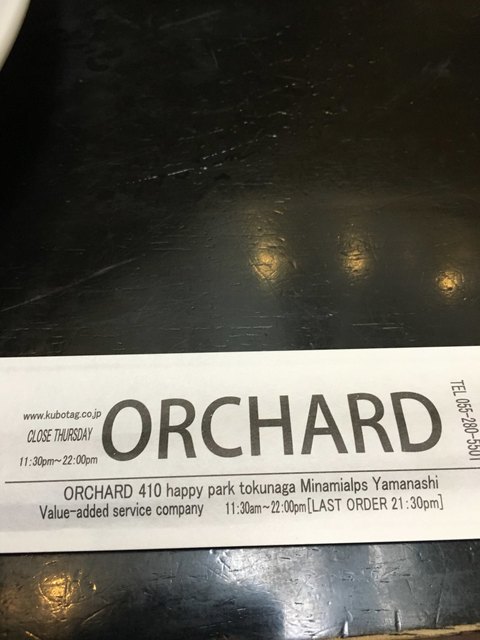 www.kubotag.co.jp
CLOSE THURSDAY
11:30pm～22:00pm
ORCHARD
TEL 055-280-5501
ORCHARD 410 happy park tokunaga Minamialps Yamanashi
Value-added service company 11:30am～22:00pm[LAST ORDER 21:30pm]